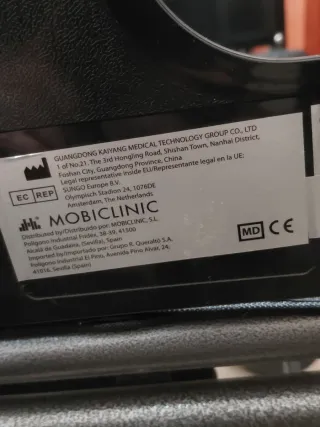 GUANGDONG KAIYANG MEDICAL TECHNOLOGY GROUP CO., LTD
1 of No.21. The 3rd Hongling Road, Shishan Town, Nanhai District,
Foshan City, Guangdong Province, China
Legal representative inside EU/Representante legal en la UE:
EC REP
SUNGO Europe B.V.
Olympisch Stadion 24, 1076DE
Amsterdam, The Netherlands
MOBICLINIC
Distributed by/Distribuido por: MOBICLINIC, S.L.
Polígono Industrial Fridex, 38-39, 41500
Alcalá de Guadaíra, (Sevilla), Spain
Imported by/Importado por: Grupo R. Queraltó S.A.
Polígono Industrial El Pino, Avenida Pino Alvar, 24,
41016, Sevilla (Spain)
MD CE